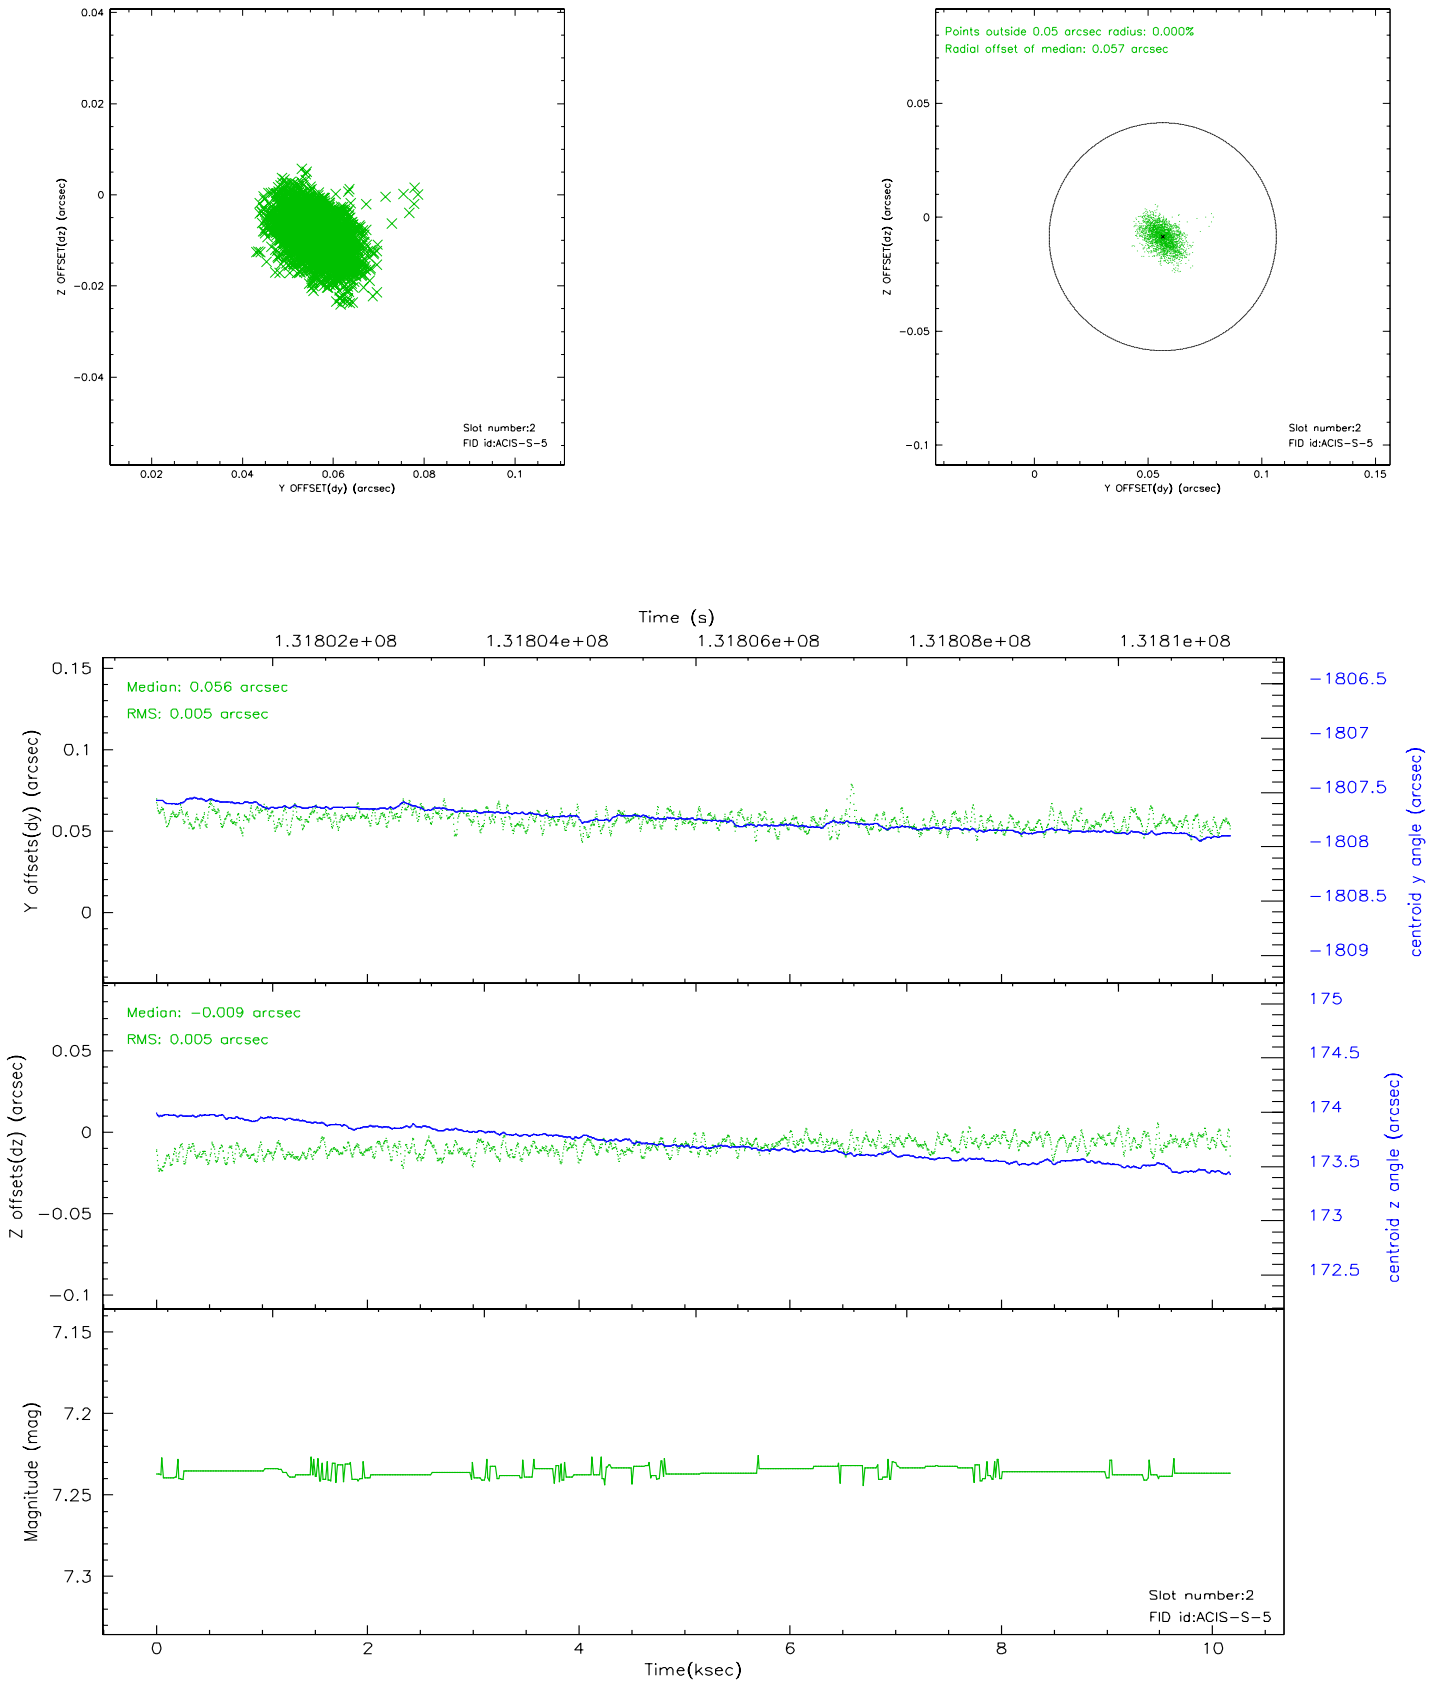 0.04
0.02
0
−0.02
−0.04
Z OFFSET(dz) (arcsec)
Slot number:2
FID id:ACIS−S−5
0.02 0.04 0.06 0.08 0.1
Y OFFSET(dy) (arcsec)
Points outside 0.05 arcsec radius: 0.000%
Radial offset of median: 0.057 arcsec
0.05
0
−0.05
−0.1
Z OFFSET(dz) (arcsec)
Slot number:2
FID id:ACIS−S−5
0 0.05 0.1 0.15
Y OFFSET(dy) (arcsec)
Time (s)
1.31802e+08 1.31804e+08 1.31806e+08 1.31808e+08 1.3181e+08
0.15
0.1
0.05
0
Y offsets(dy) (arcsec)
Median: 0.056 arcsec
RMS: 0.005 arcsec
−1806.5
−1807
−1807.5
−1808
−1808.5
−1809
centroid y angle (arcsec)
0.05
0
−0.05
−0.1
Z offsets(dz) (arcsec)
Median: −0.009 arcsec
RMS: 0.005 arcsec
175
174.5
174
173.5
173
172.5
centroid z angle (arcsec)
7.15
7.2
7.25
7.3
Magnitude (mag)
Slot number:2
FID id:ACIS−S−5
0 2 4 6 8 10
Time(ksec)